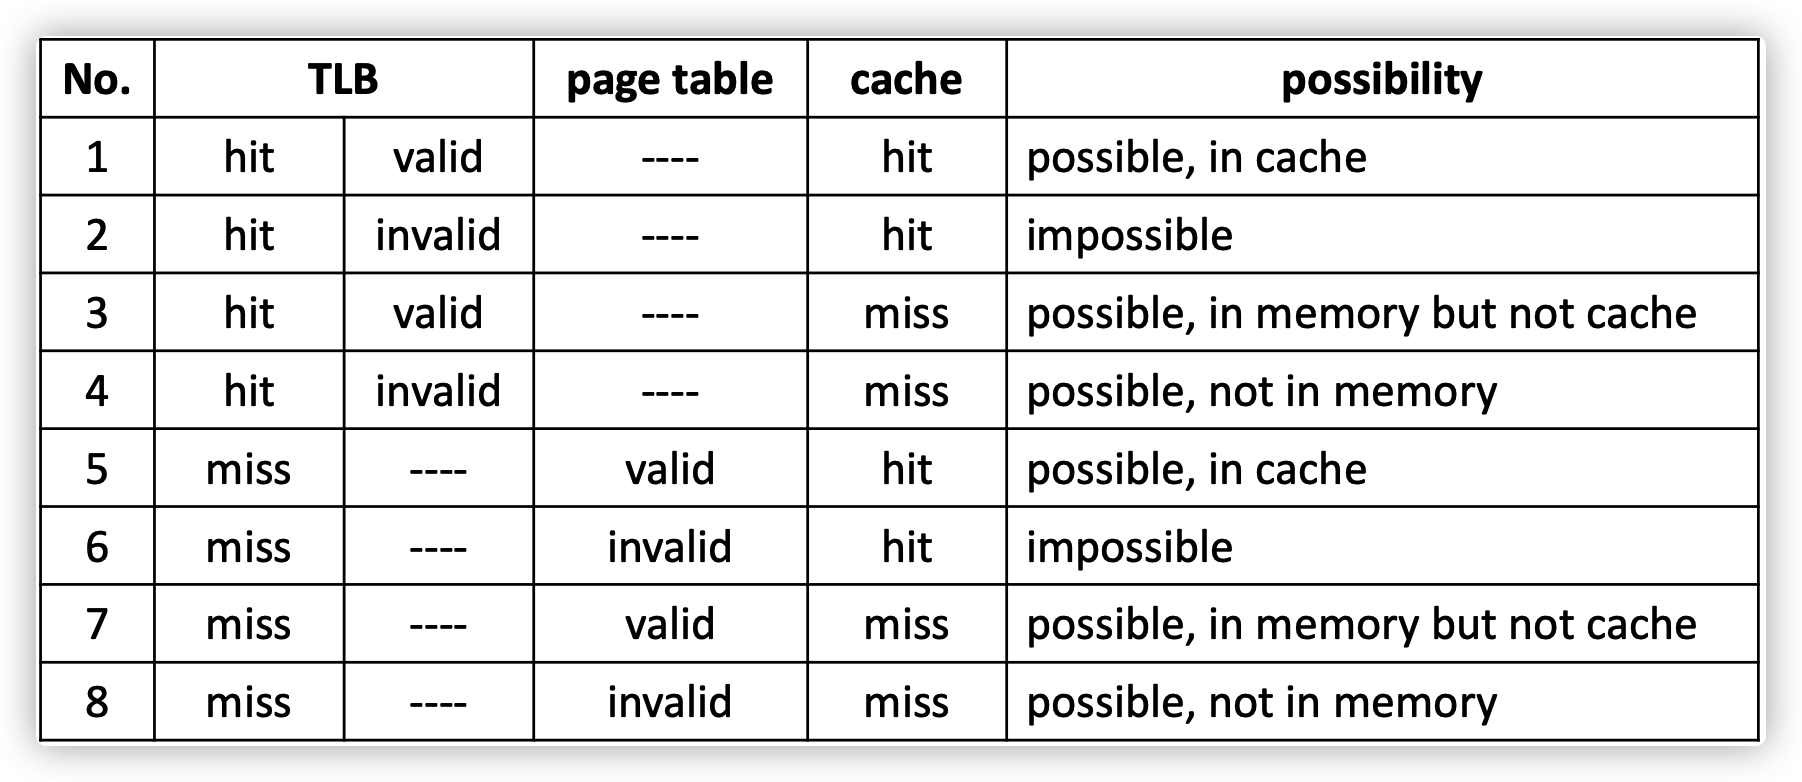 No. TLB page table cache possibility
1 hit valid ---- hit possible, in cache
2 hit invalid ---- hit impossible
3 hit valid ---- miss possible, in memory but not cache
4 hit invalid ---- miss possible, not in memory
5 miss ---- valid hit possible, in cache
6 miss ---- invalid hit impossible
7 miss ---- valid miss possible, in memory but not cache
8 miss ---- invalid miss possible, not in memory